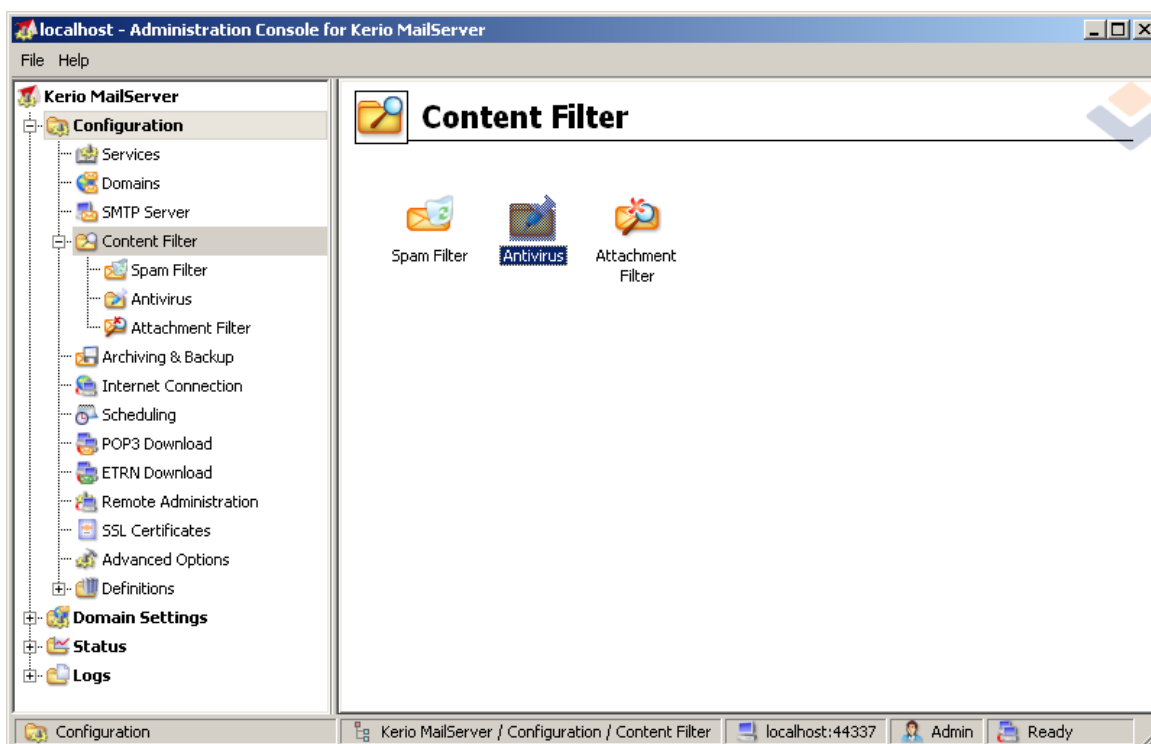 localhost - Administration Console for Kerio MailServer
File Help
Kerio MailServer
Configuration
Services
Domains
SMTP Server
Content Filter
Spam Filter
Antivirus
Attachment Filter
Archiving & Backup
Internet Connection
Scheduling
POP3 Download
ETRN Download
Remote Administration
SSL Certificates
Advanced Options
Definitions
Domain Settings
Status
Logs
Content Filter
Spam Filter
Antivirus
Attachment
Filter
Configuration
Kerio MailServer / Configuration / Content Filter
localhost:44337
Admin
Ready